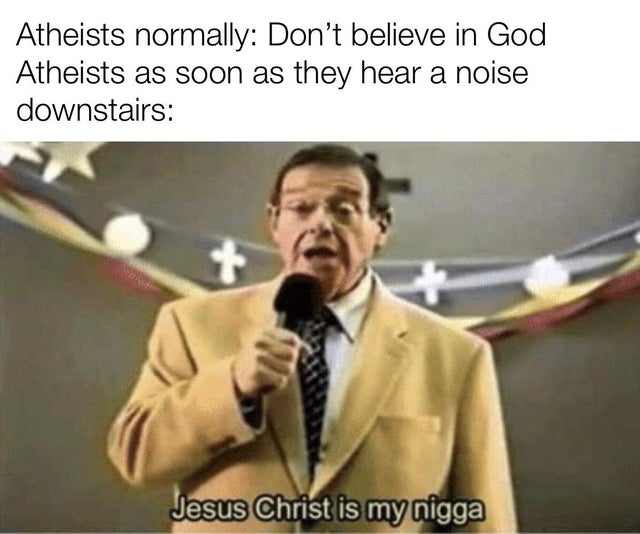 Atheists normally: Don’t believe in God
Atheists as soon as they hear a noise
downstairs:
Jesus Christ is my nigga